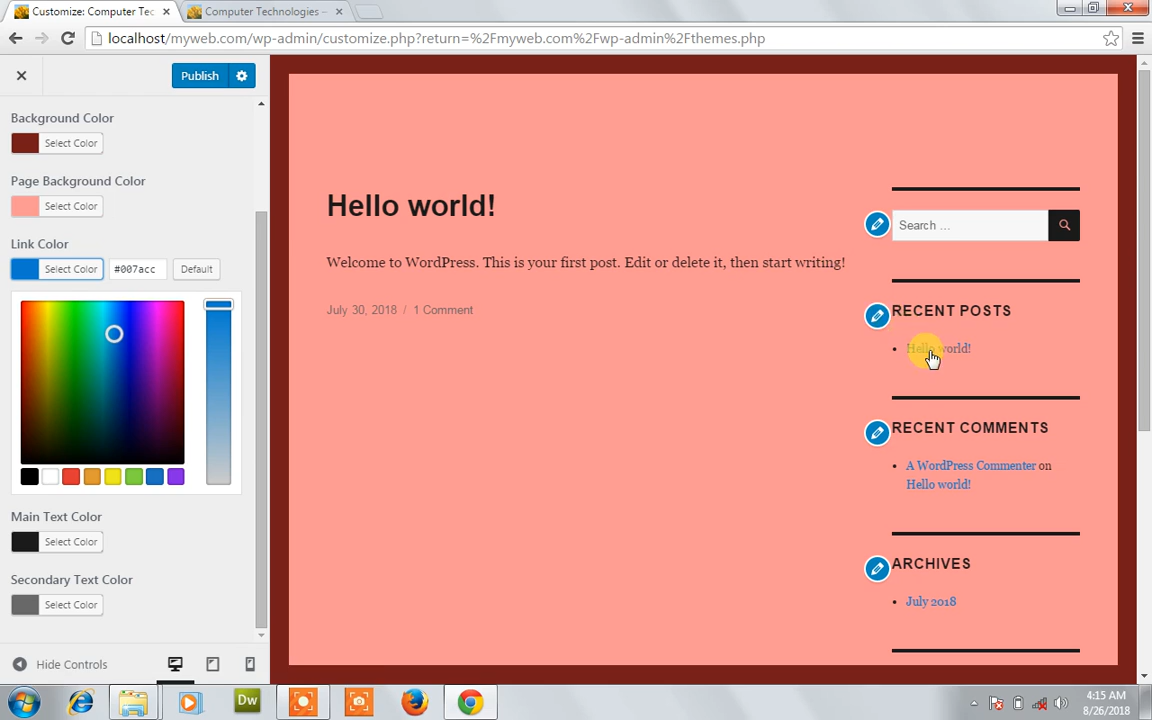 Customize: Computer Tec
Computer Technologies –
localhost/myweb.com/wp-admin/customize.php?return=%2Fmyweb.com%2Fwp-admin%2Fthemes.php
Publish
Background Color
Select Color
Page Background Color
Select Color
Link Color
Select Color #007acc Default
Main Text Color
Select Color
Secondary Text Color
Select Color
Hide Controls
Hello world!
Welcome to WordPress. This is your first post. Edit or delete it, then start writing!
July 30, 2018 / 1 Comment
Search …
RECENT POSTS
Hello world!
RECENT COMMENTS
A WordPress Commenter on
Hello world!
ARCHIVES
July 2018
Dw
4:15 AM
8/26/2018